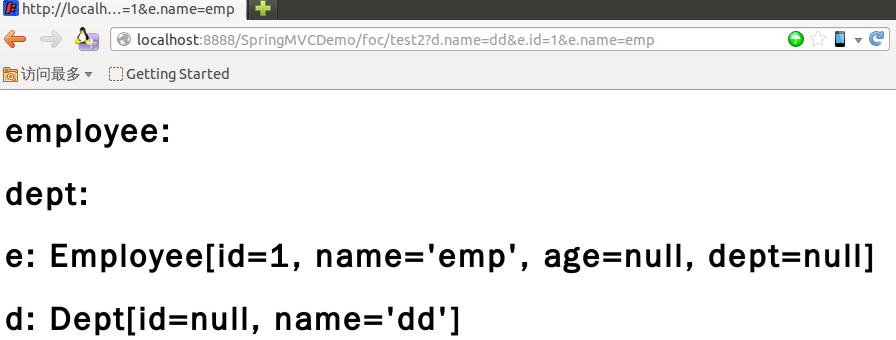 http://localh...=1&e.name=emp
localhost:8888/SpringMVCDemo/foc/test2?d.name=dd&e.id=1&e.name=emp
访问最多 Getting Started
employee:
dept:
e: Employee[id=1, name='emp', age=null, dept=null]
d: Dept[id=null, name='dd']